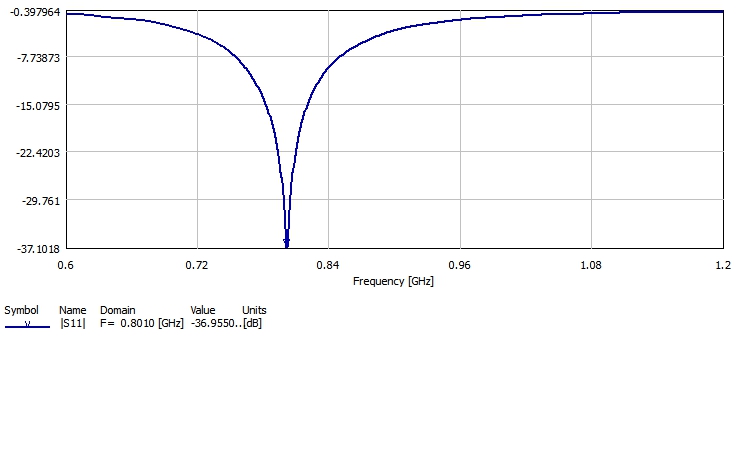 -0.397964
-7.73873
-15.0795
-22.4203
-29.761
-37.1018
0.6 0.72 0.84 0.96 1.08 1.2
Frequency [GHz]
Symbol Name Domain Value Units
|S11| F= 0.8010 [GHz] -36.9550.. [dB]